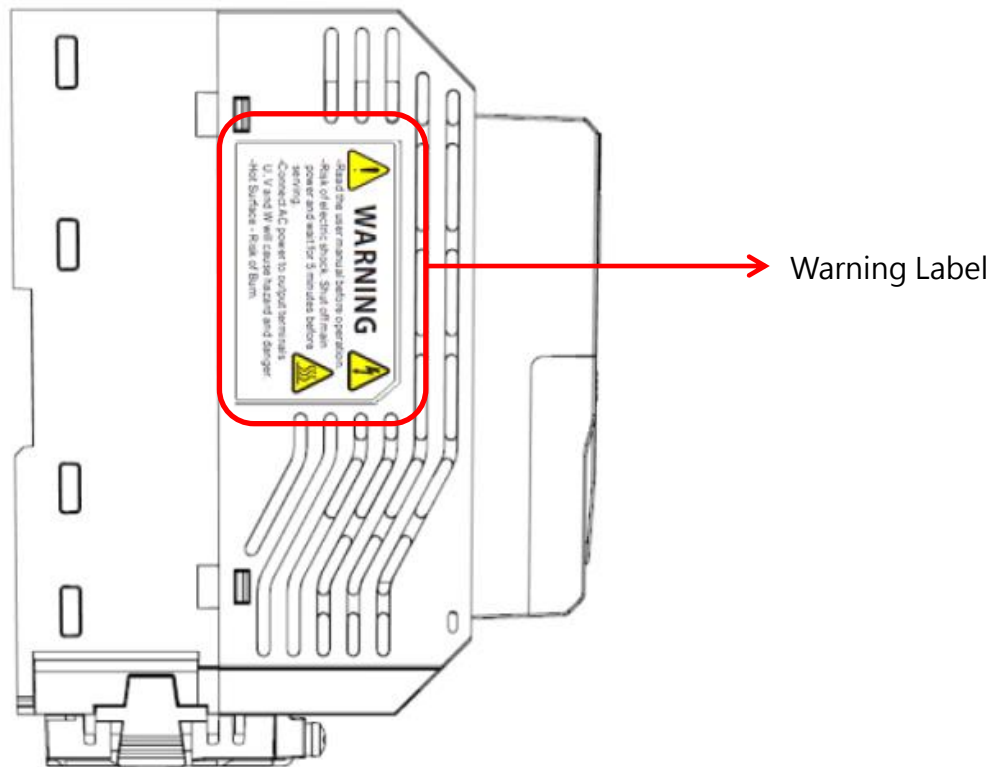 WARNING
-Read the user manual before operation.
-Risk of electric shock. Shut off main
power and wait for 5 minutes before
serving.
-Connect AC power to output terminals
U. V and W will cause hazard and danger.
-Hot Surface - Risk of Burn.
Warning Label